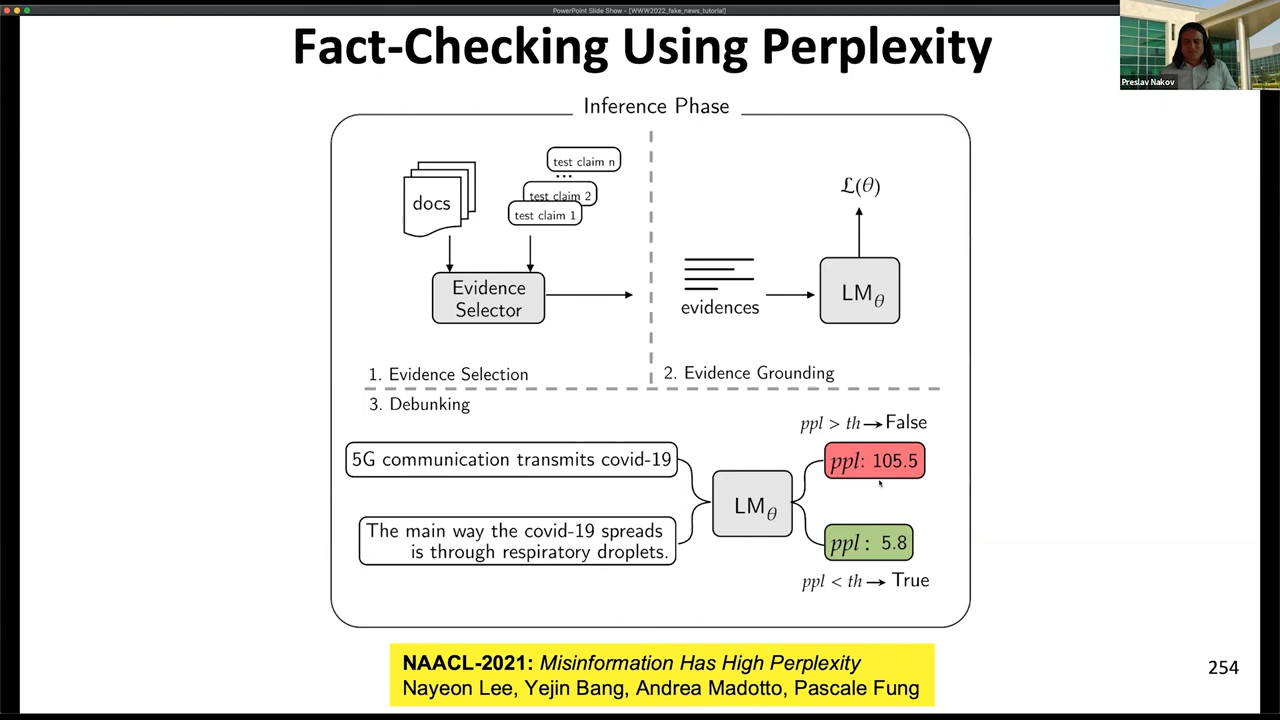 PowerPoint Slide Show - [WWW2022_fake_news_tutorial]
Fact-Checking Using Perplexity
Preslav Nakov
Inference Phase
docs
test claim n
...
test claim 2
test claim 1
Evidence
Selector
1. Evidence Selection
evidences
LMθ
ℒ(θ)
2. Evidence Grounding
3. Debunking
5G communication transmits covid-19
The main way the covid-19 spreads
is through respiratory droplets.
LMθ
ppl > th → False
ppl: 105.5
ppl: 5.8
ppl < th → True
NAACL-2021: Misinformation Has High Perplexity
Nayeon Lee, Yejin Bang, Andrea Madotto, Pascale Fung
254